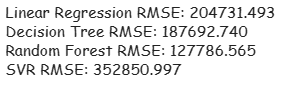 Linear Regression RMSE: 204731.493
Decision Tree RMSE: 187692.740
Random Forest RMSE: 127786.565
SVR RMSE: 352850.997